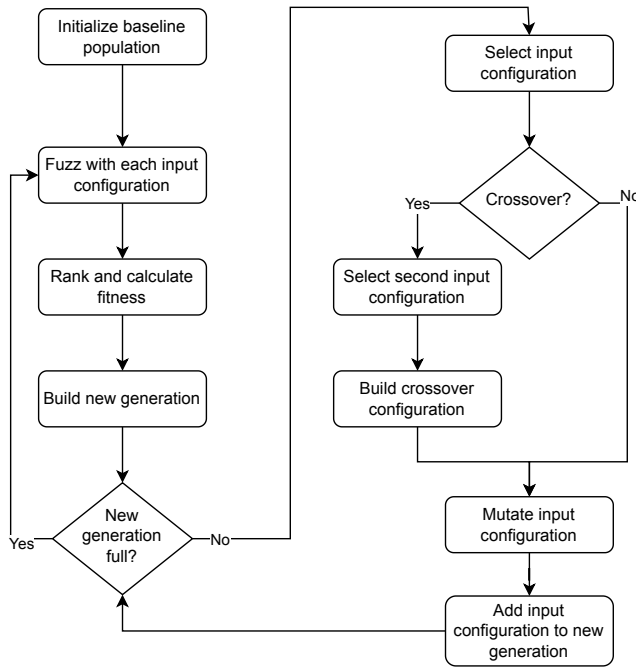 Initialize baseline
population
Fuzz with each input
configuration
Rank and calculate
fitness
Build new generation
New
generation
full?
Yes
No
Select input
configuration
Crossover?
Yes
No
Select second input
configuration
Build crossover
configuration
Mutate input
configuration
Add input
configuration to new
generation